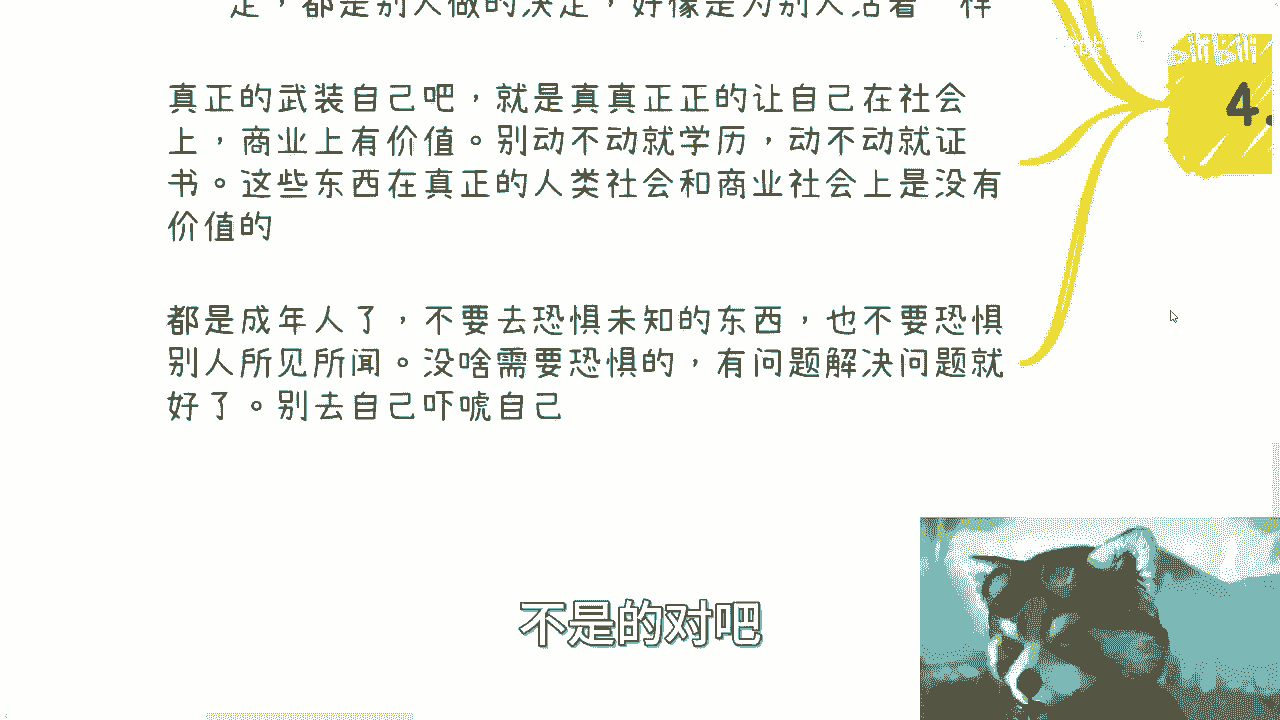 定，都是别人做的决定，好像是为别人活着一样
真正的武装自己吧，就是真真正正的让自己在社会
上，商业上有价值。别动不动就学历，动不动就证
书。这些东西在真正的人类社会和商业社会上是没有
价值的
都是成年人了，不要去恐惧未知的东西，也不要恐惧
别人所见所闻。没啥需要恐惧的，有问题解决问题就
好了。别去自己吓唬自己
4.
bilibili
不是的对吧